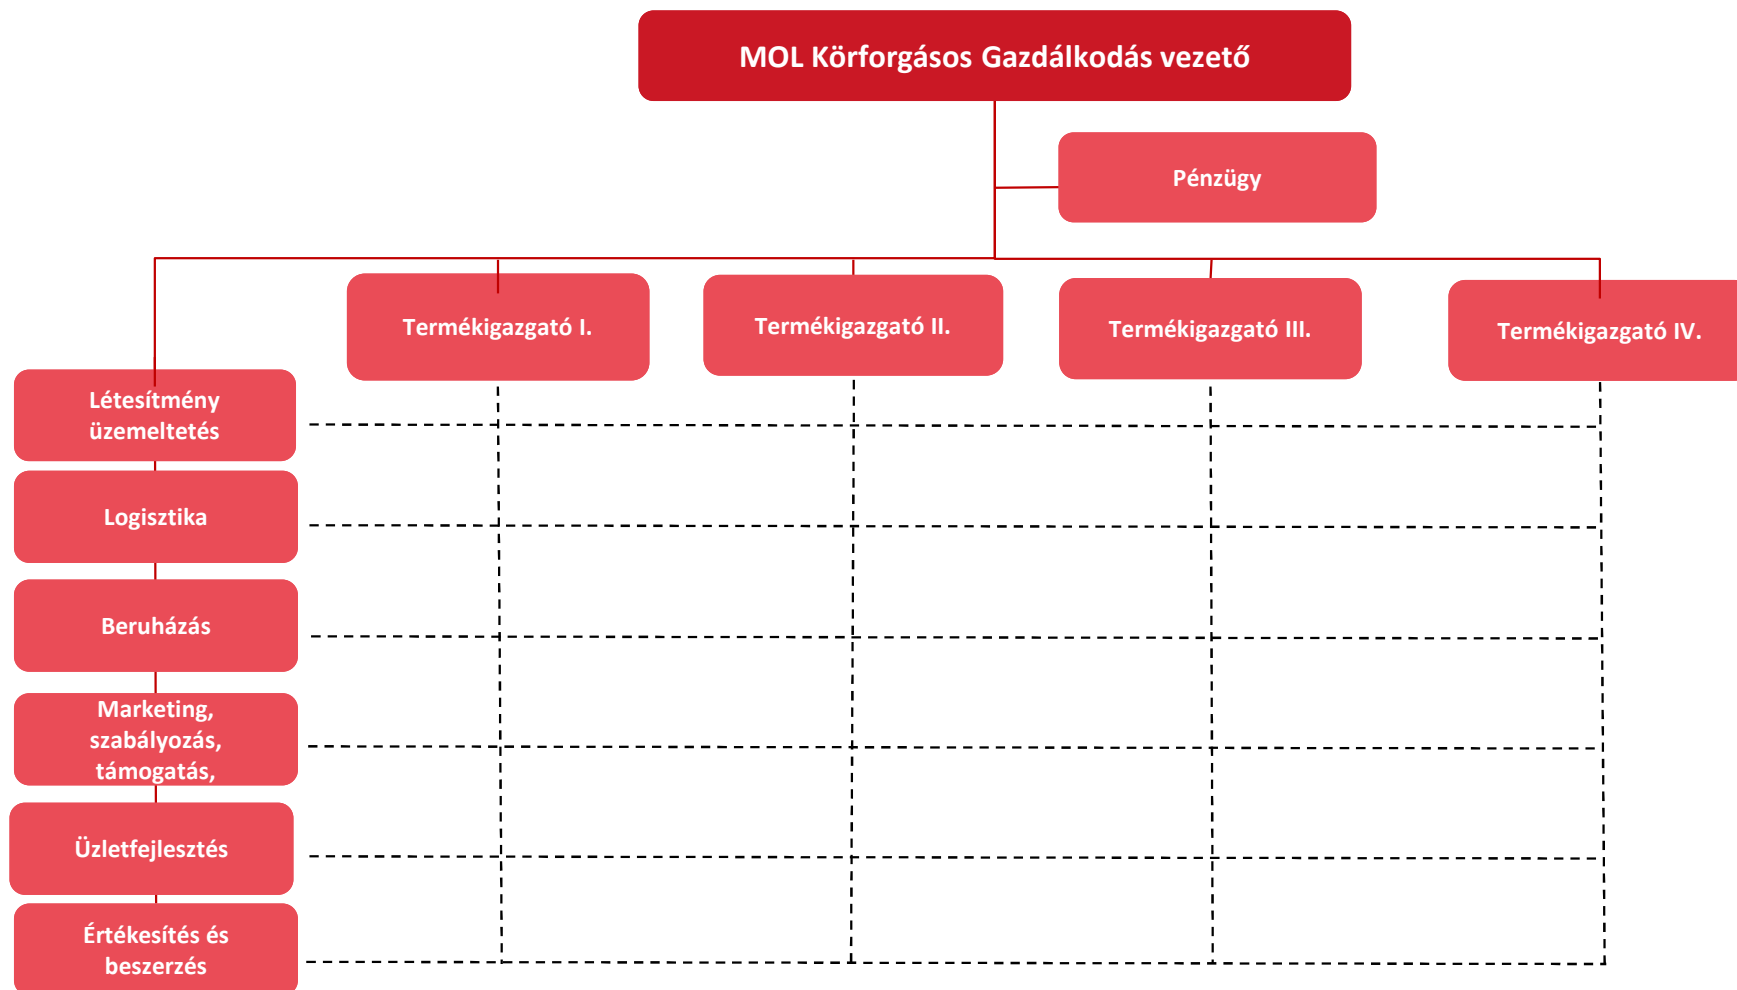 MOL Körforgásos Gazdálkodás vezető
Pénzügy
Termékigazgató I.
Termékigazgató II.
Termékigazgató III.
Termékigazgató IV.
Létesítmény
üzemeltetés
Logisztika
Beruházás
Marketing,
szabályozás,
támogatás,
Üzletfejlesztés
Értékesítés és
beszerzés